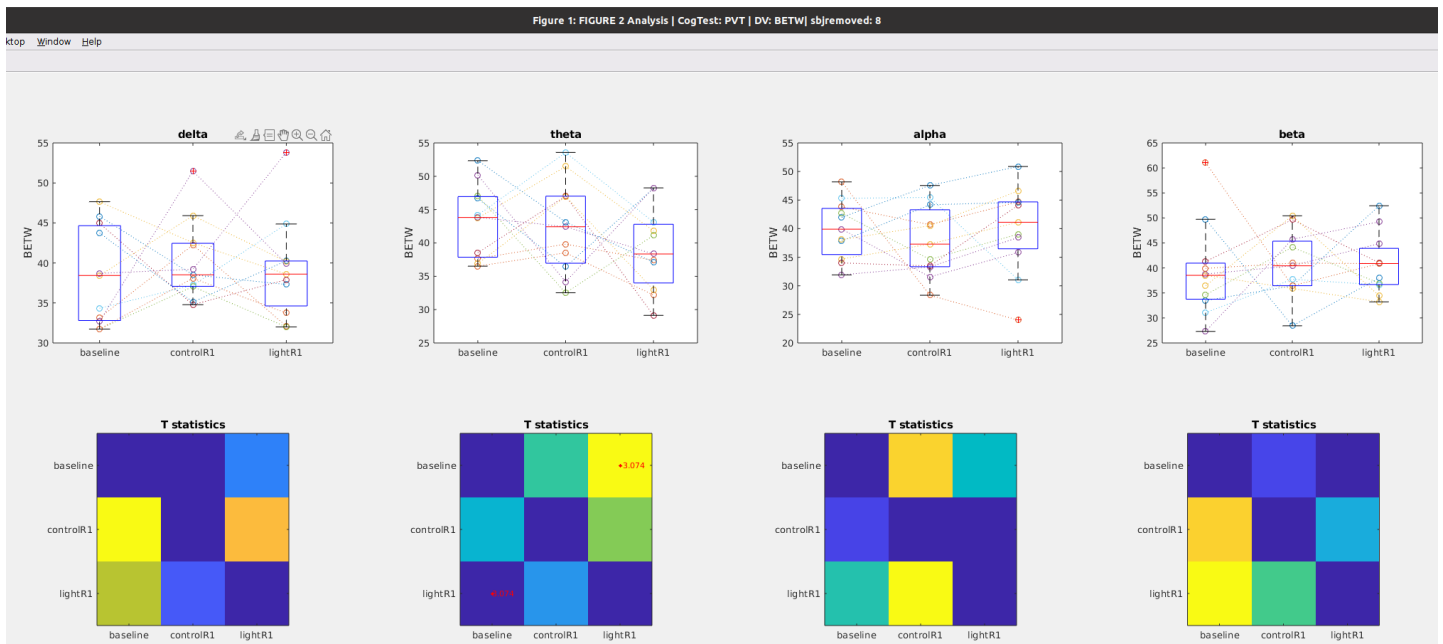 Figure 1: FIGURE 2 Analysis | CogTest: PVT | DV: BETW| sbjremoved: 8
ktop Window Help
delta
55
50
45
40
35
30
BETW
baseline controlR1 lightR1
theta
55
50
45
40
35
30
25
BETW
baseline controlR1 lightR1
alpha
55
50
45
40
35
30
25
20
BETW
baseline controlR1 lightR1
beta
65
60
55
50
45
40
35
30
25
BETW
baseline controlR1 lightR1
T statistics
baseline
controlR1
lightR1
baseline controlR1 lightR1
T statistics
baseline
3.074
controlR1
lightR1
baseline controlR1 lightR1
T statistics
baseline
controlR1
lightR1
baseline controlR1 lightR1
T statistics
baseline
controlR1
lightR1
baseline controlR1 lightR1